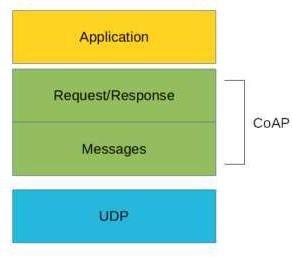 Application
Request/Response
CoAP
Messages
UDP